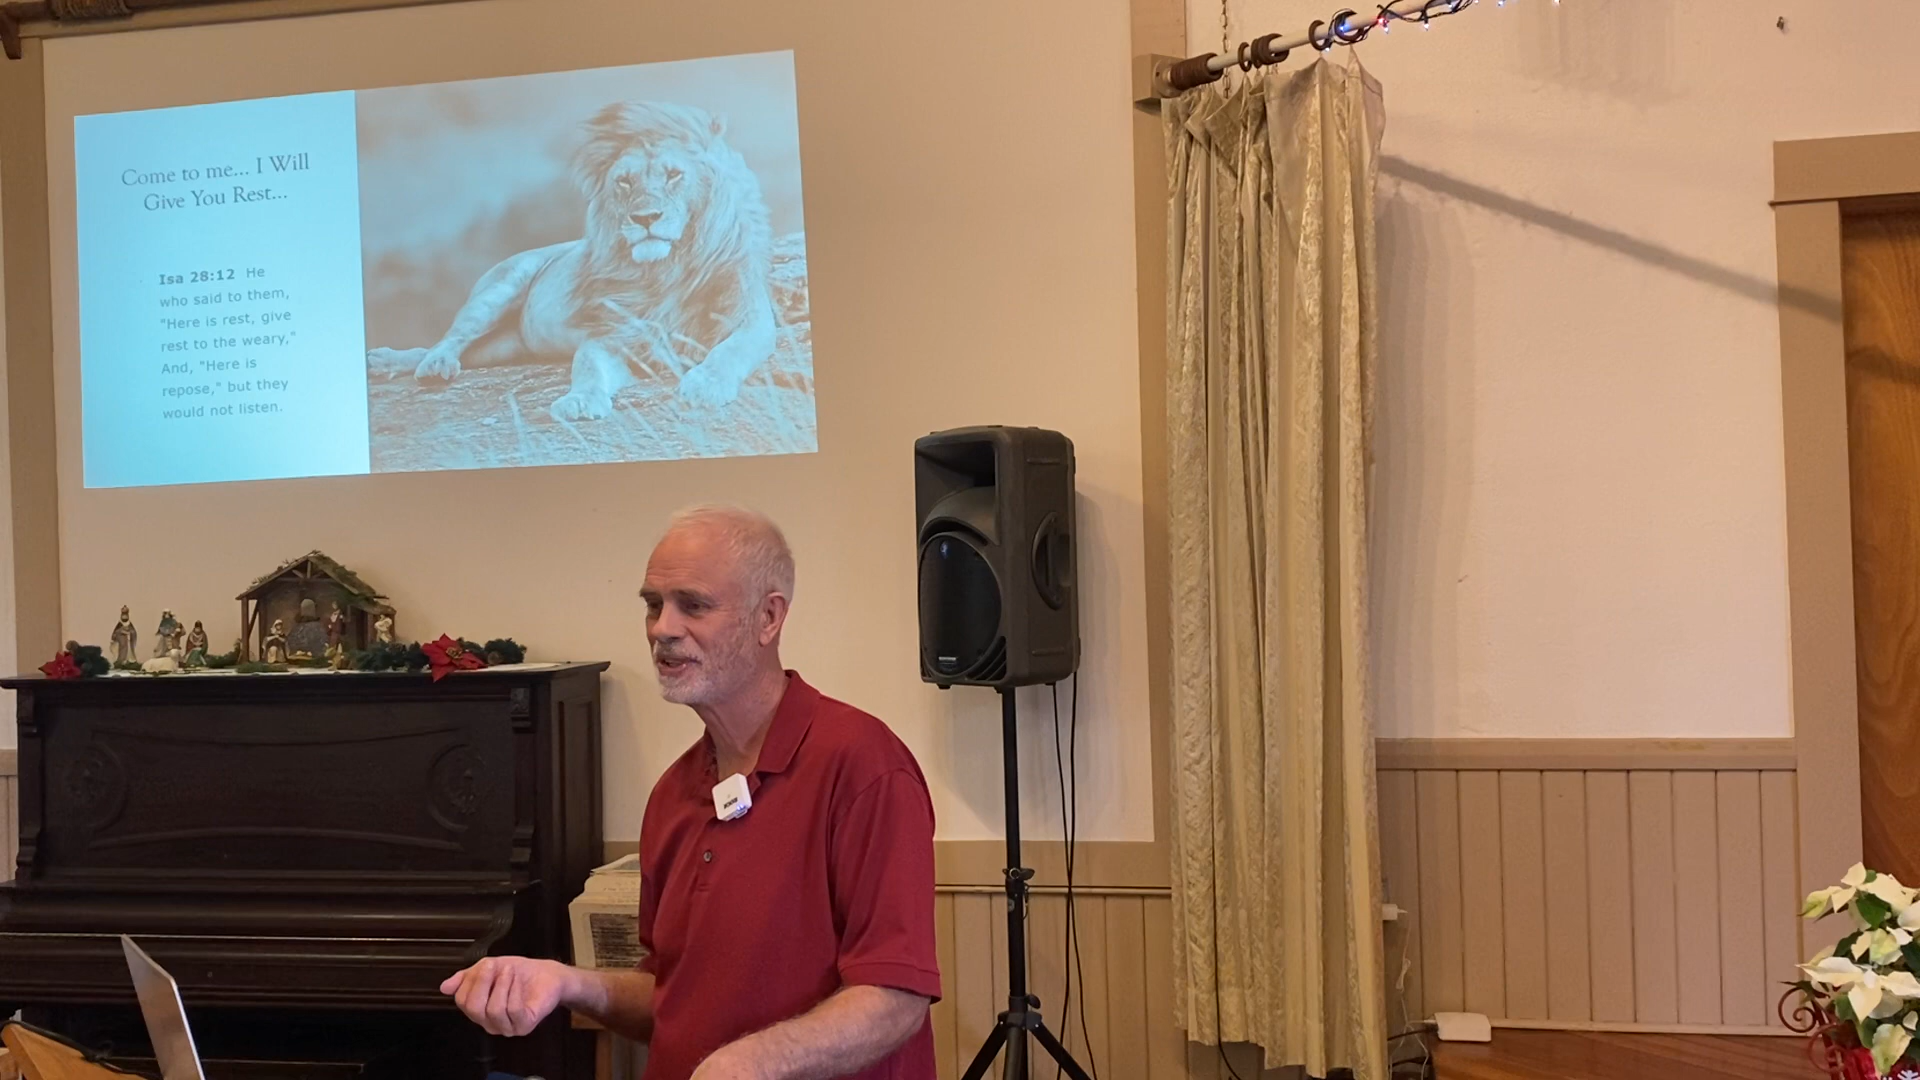 Come to me... I Will
Give You Rest...
Isa 28:12 He
who said to them,
"Here is rest, give
rest to the weary,"
And, "Here is
repose," but they
would not listen.